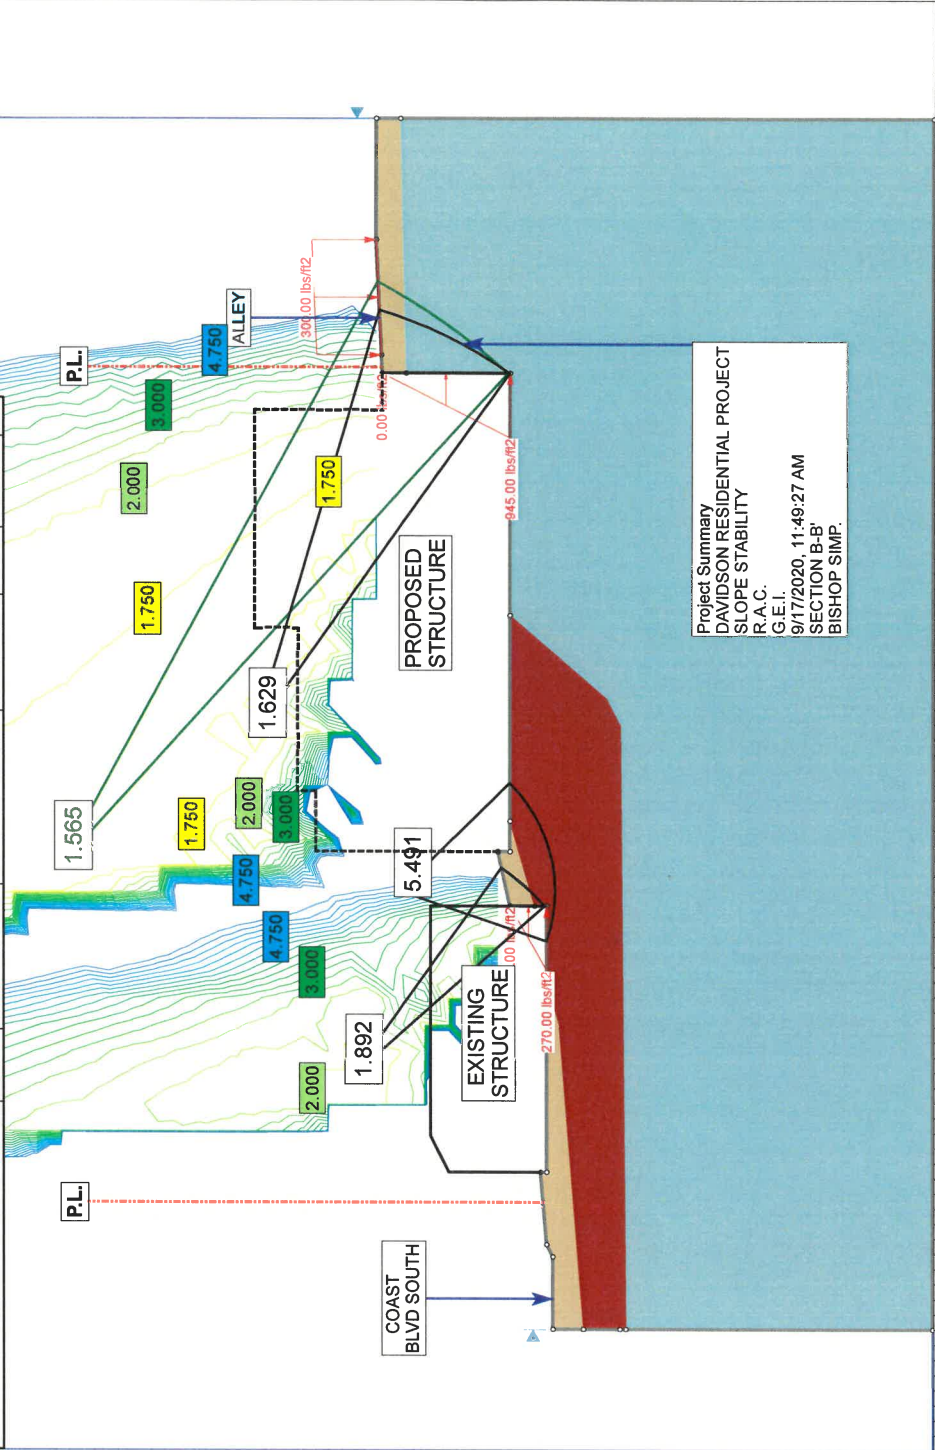 P.L.
P.L.
ALLEY
4.750
3.000
2.000
1.750
1.750
300.00 lbs/ft2
945.00 lbs/ft2
PROPOSED
STRUCTURE
1.629
1.565
1.750
2.000
3.000
4.750
4.750
3.000
2.000
5.491
1.892
EXISTING
STRUCTURE
270.00 lbs/ft2
COAST
BLVD SOUTH
Project Summary
DAVIDSON RESIDENTIAL PROJECT
SLOPE STABILITY
R.A.C.
G.E.I.
9/17/2020, 11:49:27 AM
SECTION B-B'
BISHOP SIMP.